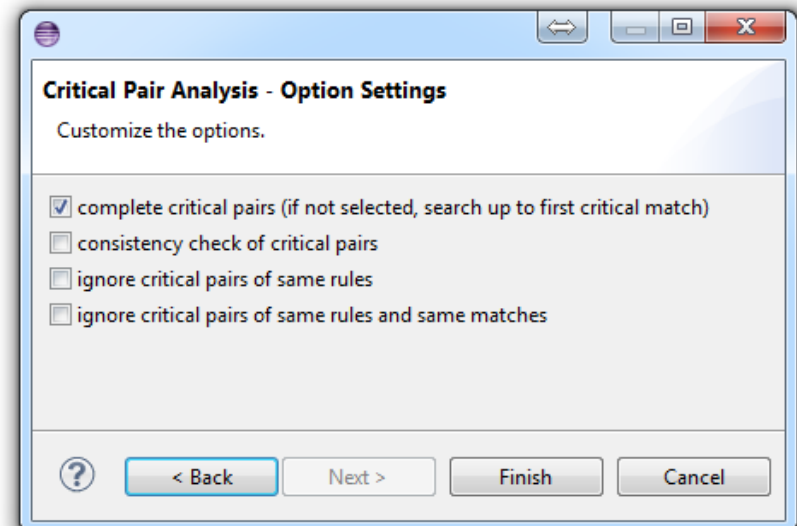 Critical Pair Analysis - Option Settings
Customize the options.
complete critical pairs (if not selected, search up to first critical match)
consistency check of critical pairs
ignore critical pairs of same rules
ignore critical pairs of same rules and same matches
? < Back Next > Finish Cancel